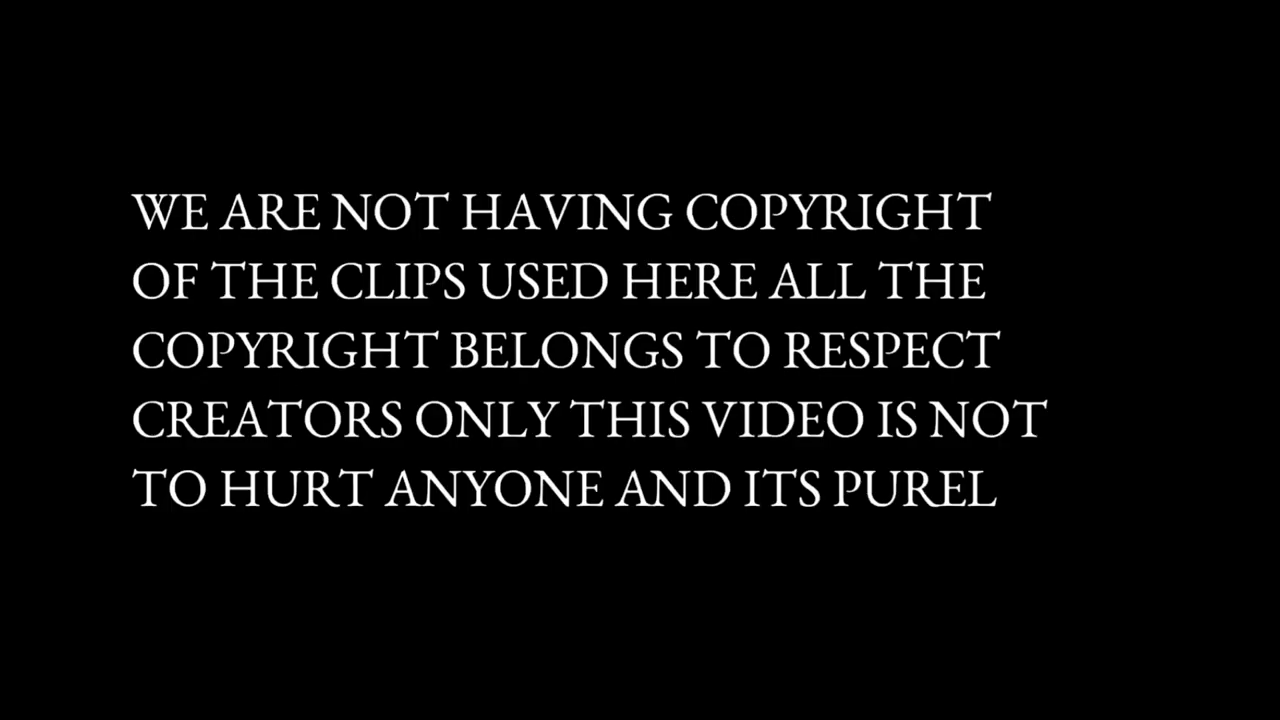 WE ARE NOT HAVING COPYRIGHT
OF THE CLIPS USED HERE ALL THE
COPYRIGHT BELONGS TO RESPECT
CREATORS ONLY THIS VIDEO IS NOT
TO HURT ANYONE AND ITS PUREL